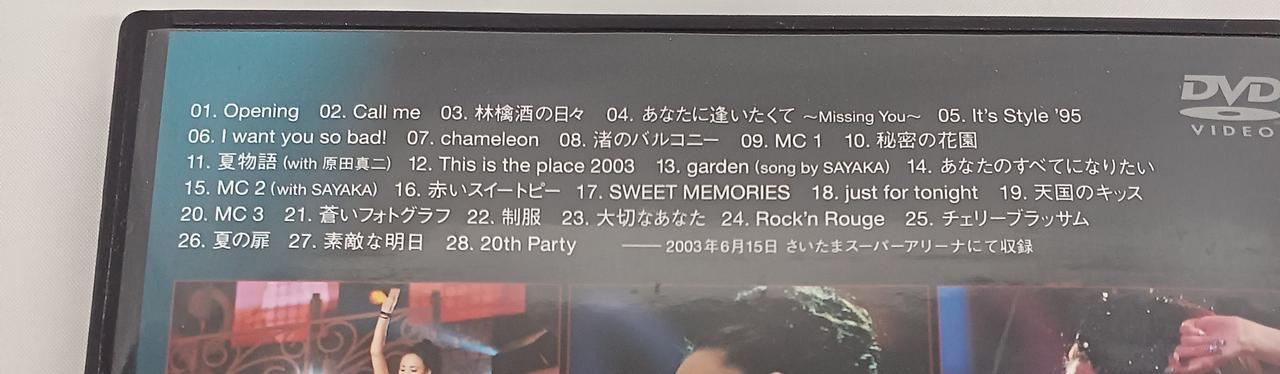 01. Opening 02. Call me 03. 林檎酒の日々 04. あなたに逢いたくて ～Missing You～ 05. It's Style '95
06. I want you so bad! 07. chameleon 08. 渚のバルコニー 09. MC 1 10. 秘密の花園
11. 夏物語 (with 原田真二) 12. This is the place 2003 13. garden (song by SAYAKA) 14. あなたのすべてになりたい
15. MC 2 (with SAYAKA) 16. 赤いスイートピー 17. SWEET MEMORIES 18. just for tonight 19. 天国のキッス
20. MC 3 21. 蒼いフォトグラフ 22. 制服 23. 大切なあなた 24. Rock'n Rouge 25. チェリーブラッサム
26. 夏の扉 27. 素敵な明日 28. 20th Party ―― 2003年6月15日 さいたまスーパーアリーナにて収録
DVD
VIDEO